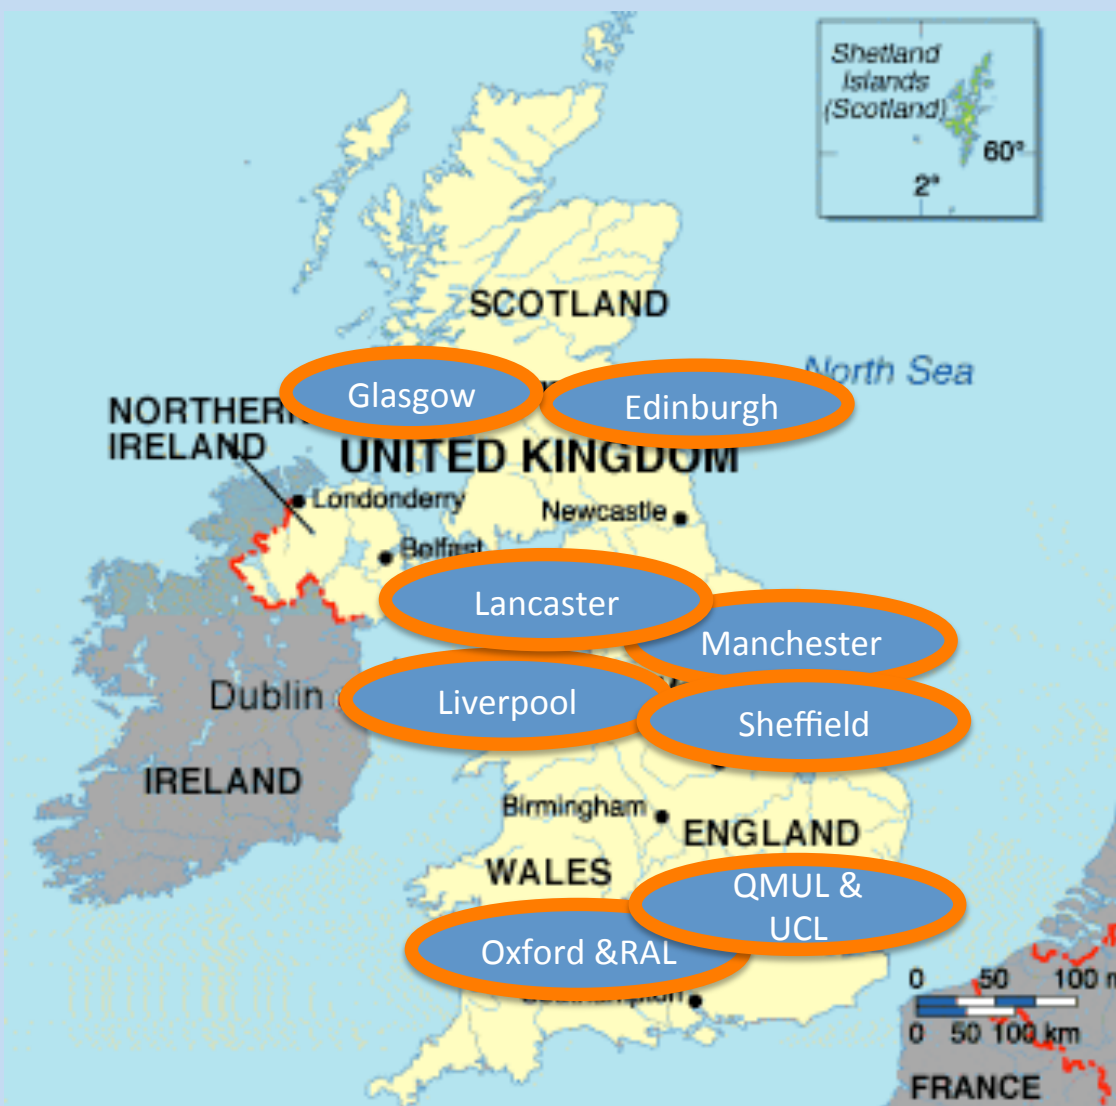 Shetland
Islands
(Scotland)
60°
2°
SCOTLAND
North Sea
Glasgow
Edinburgh
NORTHERN
IRELAND
UNITED KINGDOM
Londonderry
Newcastle
Belfast
Lancaster
Manchester
Dublin
Liverpool
Sheffield
IRELAND
Birmingham
ENGLAND
WALES
QMUL &
UCL
Oxford &RAL
Southampton
0 50 100 m
0 50 100 km
FRANCE